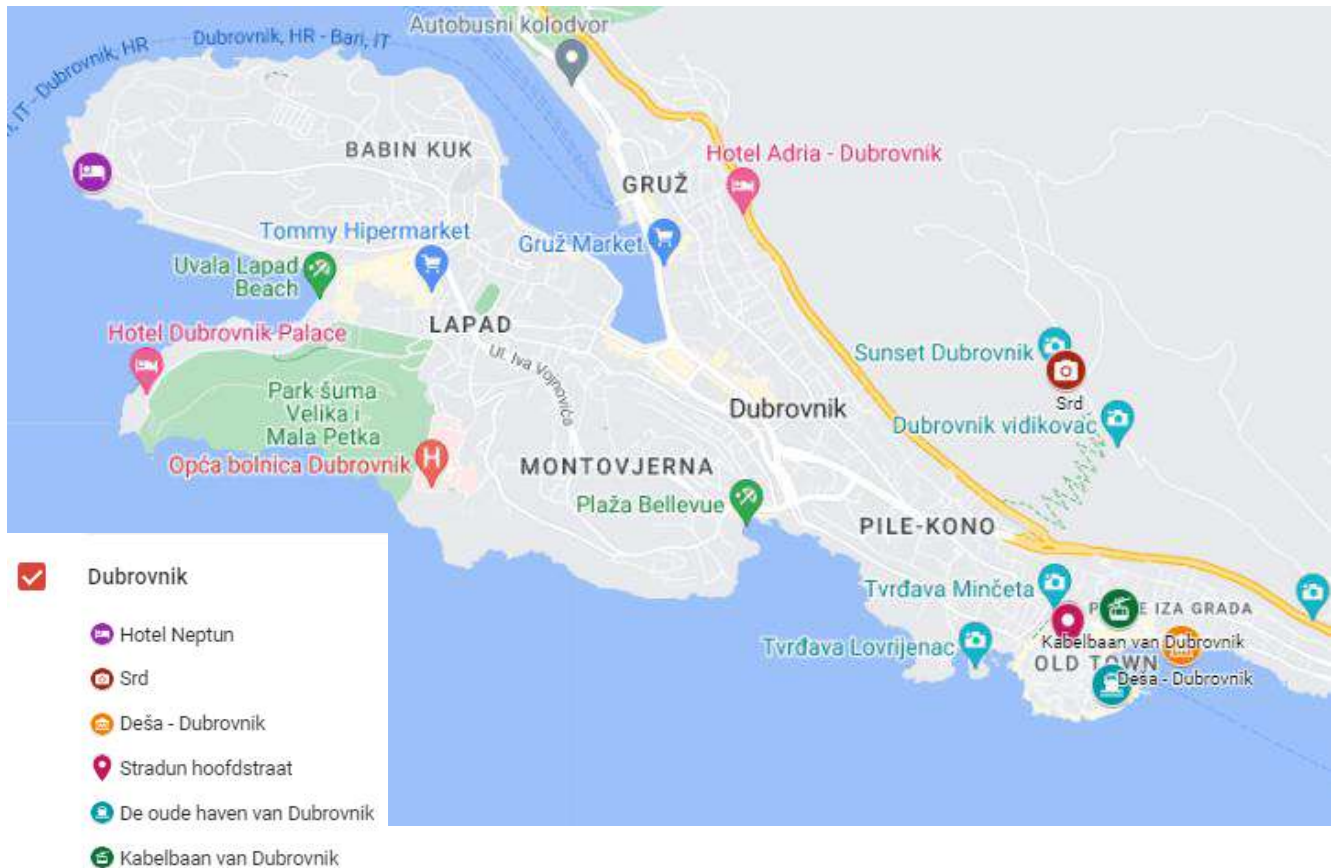 Autobusni kolodvor
Dubrovnik, HR - Bari, IT
IT - Dubrovnik, HR
BABIN KUK
Hotel Adria - Dubrovnik
GRUŽ
Tommy Hipermarket
Gruž Market
Uvala Lapad
Beach
LAPAD
Hotel Dubrovnik Palace
Ul. Iva Vojnovića
Sunset Dubrovnik
Srd
Park šuma
Velika i
Mala Petka
Dubrovnik
Dubrovnik vidikovac
Opća bolnica Dubrovnik
H
MONTOVJERNA
Plaža Bellevue
PILE-KONO
Tvrđava Minčeta
E IZA GRADA
Kabelbaan van Dubrovnik
Tvrđava Lovrijenac
OLD TOWN
Deša - Dubrovnik
Dubrovnik
Hotel Neptun
Srd
Deša - Dubrovnik
Stradun hoofdstraat
De oude haven van Dubrovnik
Kabelbaan van Dubrovnik